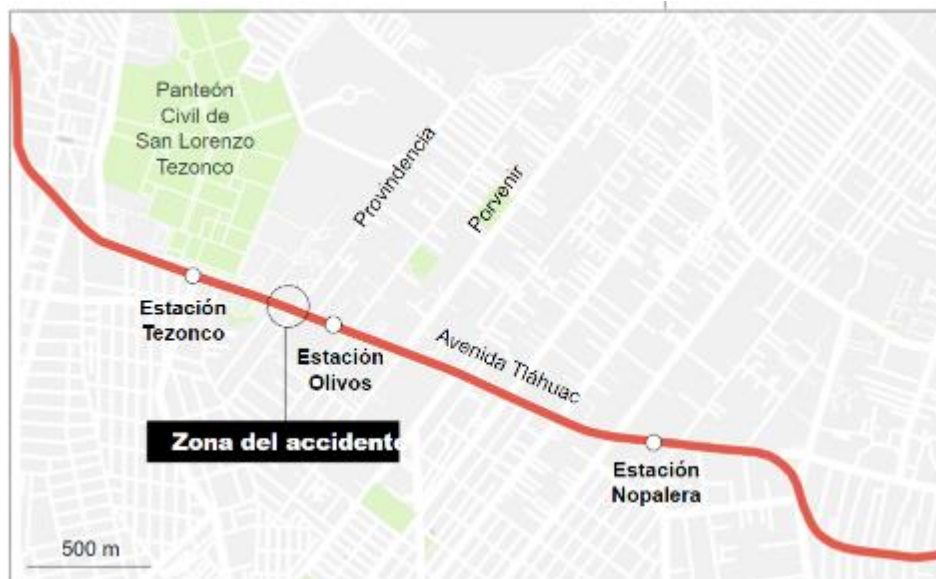 Panteón
Civil de
San Lorenzo
Tezonco
Provindencia
Porvenir
Estación
Tezonco
Estación
Olivos
Avenida Tláhuac
Zona del accidente
Estación
Nopalera
500 m